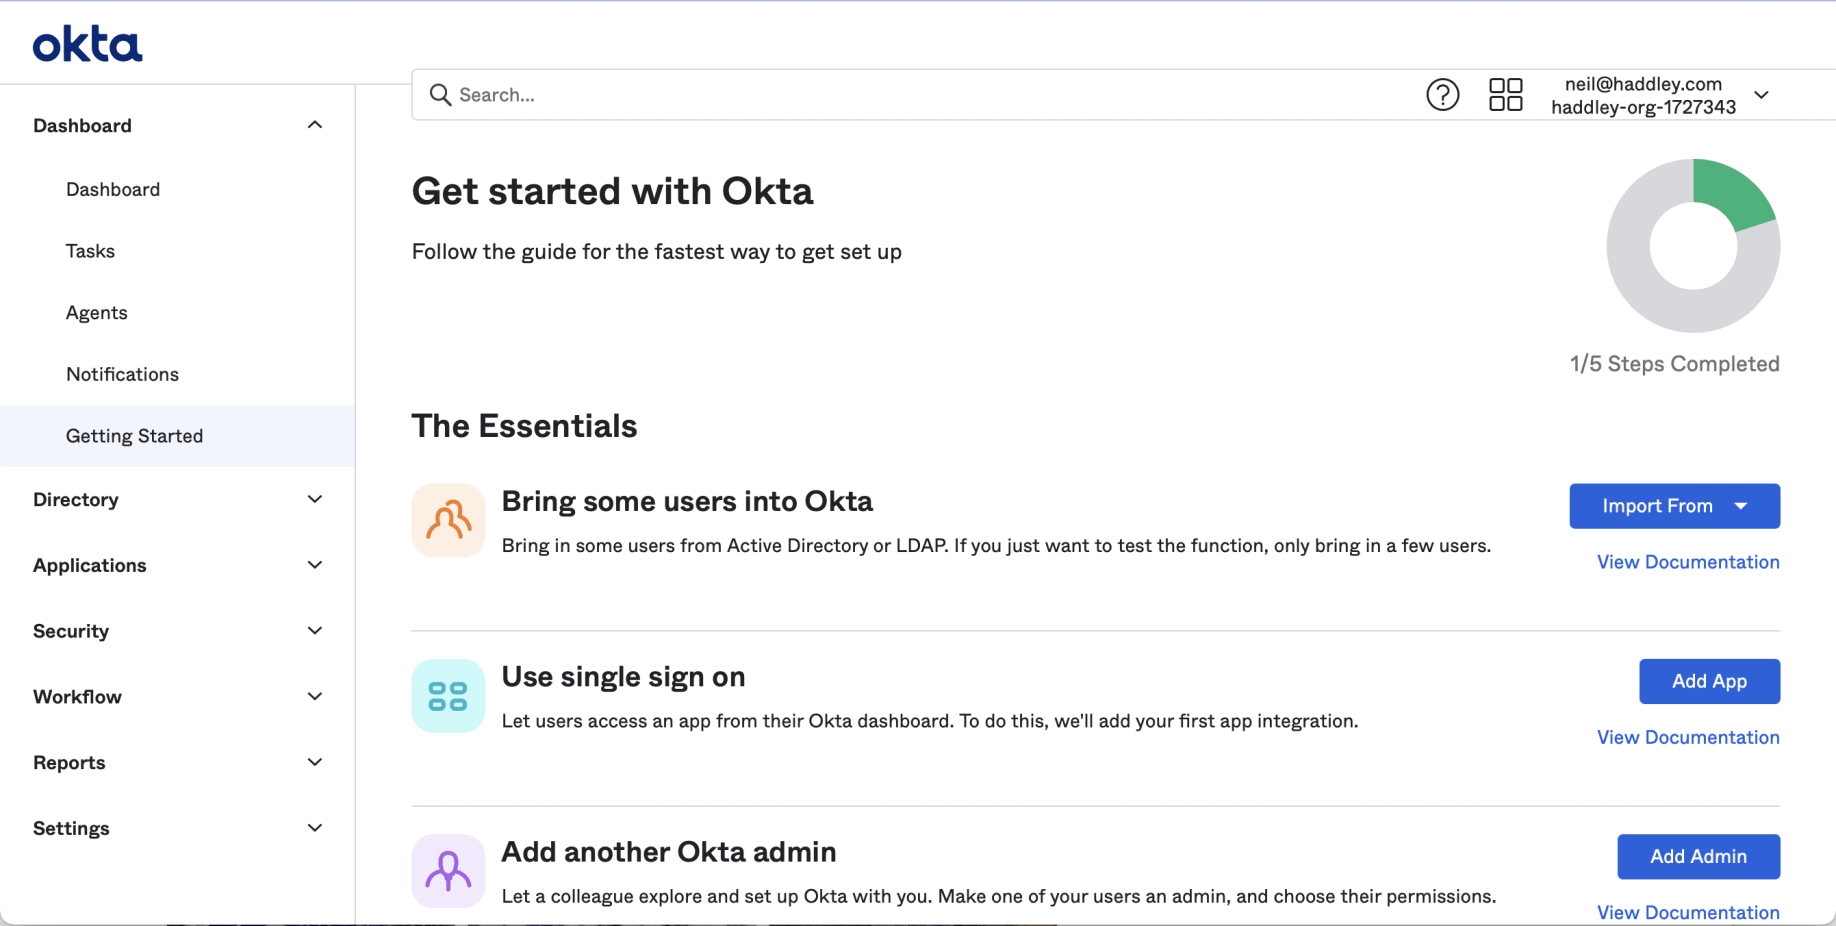 okta
Search...
neil@haddley.com
haddley-org-1727343
Dashboard
Dashboard
Tasks
Agents
Notifications
Getting Started
Directory
Applications
Security
Workflow
Reports
Settings
Get started with Okta
Follow the guide for the fastest way to get set up
1/5 Steps Completed
The Essentials
Bring some users into Okta
Bring in some users from Active Directory or LDAP. If you just want to test the function, only bring in a few users.
Import From
View Documentation
Use single sign on
Let users access an app from their Okta dashboard. To do this, we'll add your first app integration.
Add App
View Documentation
Add another Okta admin
Let a colleague explore and set up Okta with you. Make one of your users an admin, and choose their permissions.
Add Admin
View Documentation